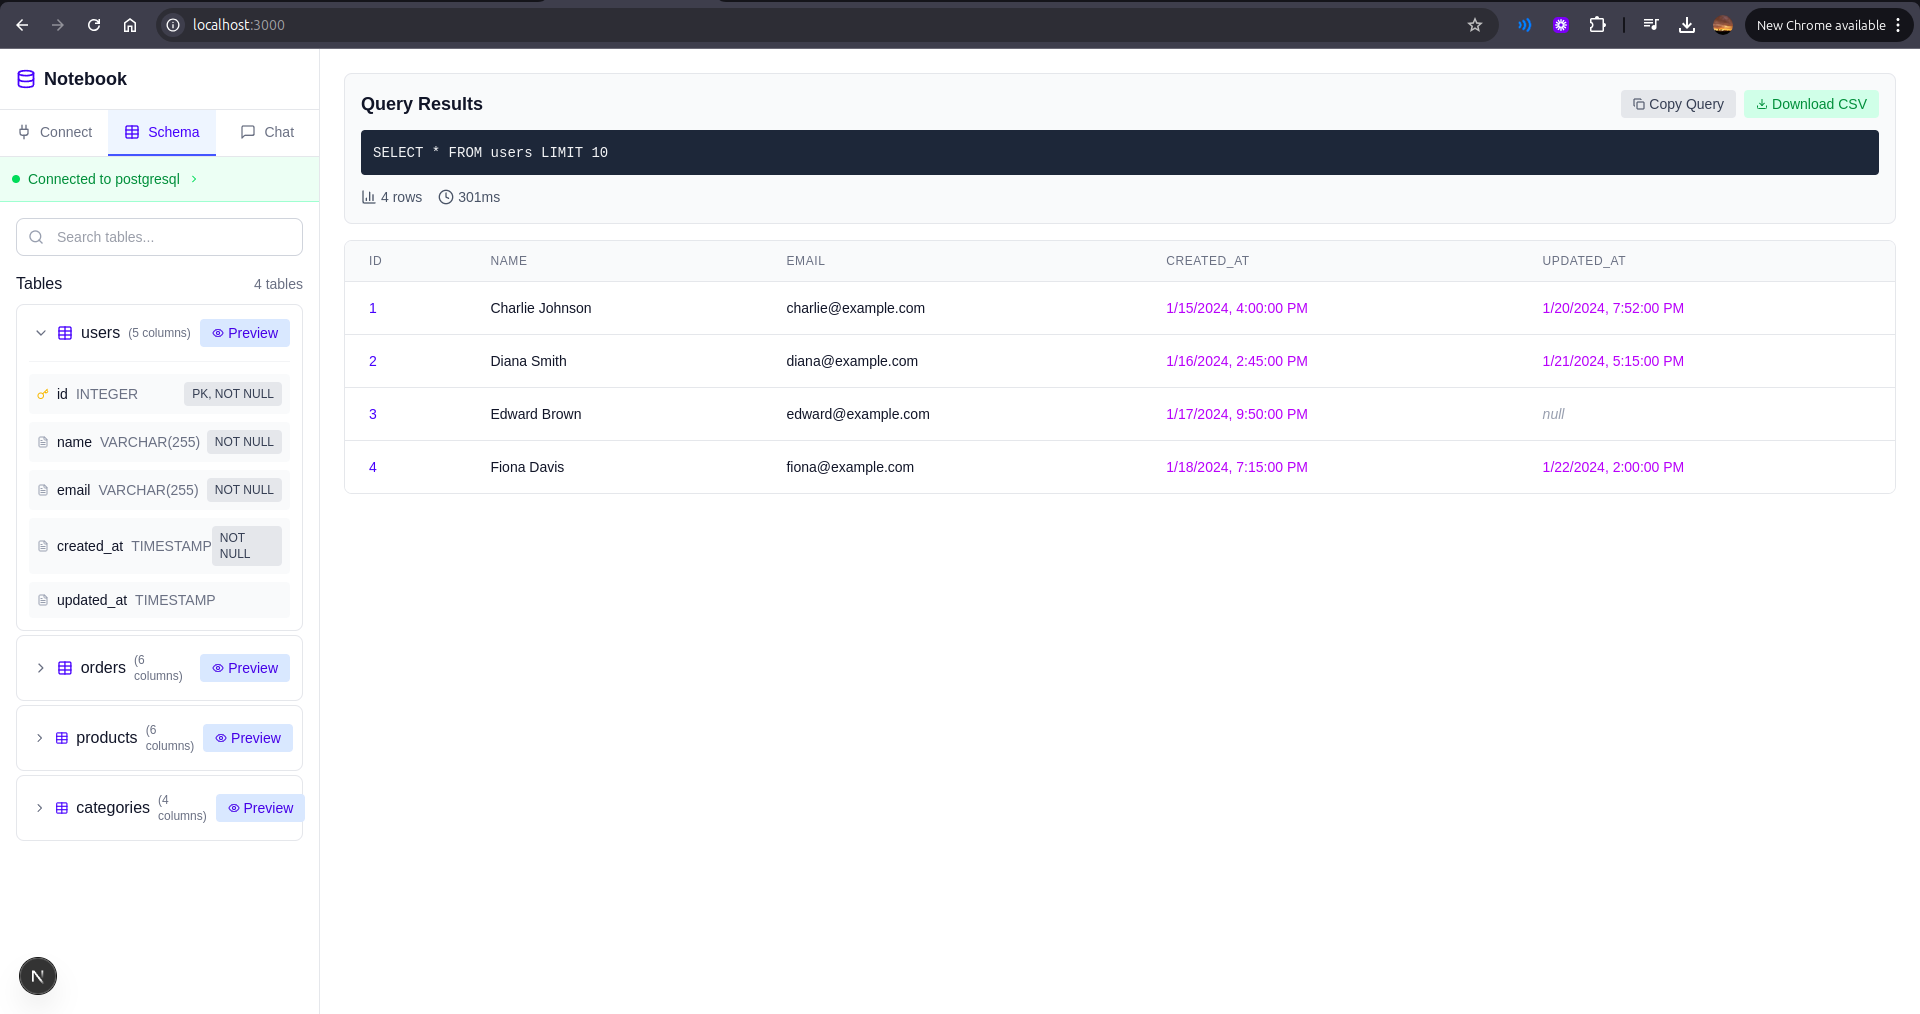 localhost:3000
New Chrome available
Notebook
Connect
Schema
Chat
Connected to postgresql
Search tables...
Tables
4 tables
users (5 columns) Preview
id INTEGER PK, NOT NULL
name VARCHAR(255) NOT NULL
email VARCHAR(255) NOT NULL
created_at TIMESTAMP NOT NULL
updated_at TIMESTAMP
orders (6 columns) Preview
products (6 columns) Preview
categories (4 columns) Preview
N
Query Results
Copy Query
Download CSV
SELECT * FROM users LIMIT 10
4 rows 301ms
ID NAME EMAIL CREATED_AT UPDATED_AT
1 Charlie Johnson charlie@example.com 1/15/2024, 4:00:00 PM 1/20/2024, 7:52:00 PM
2 Diana Smith diana@example.com 1/16/2024, 2:45:00 PM 1/21/2024, 5:15:00 PM
3 Edward Brown edward@example.com 1/17/2024, 9:50:00 PM null
4 Fiona Davis fiona@example.com 1/18/2024, 7:15:00 PM 1/22/2024, 2:00:00 PM